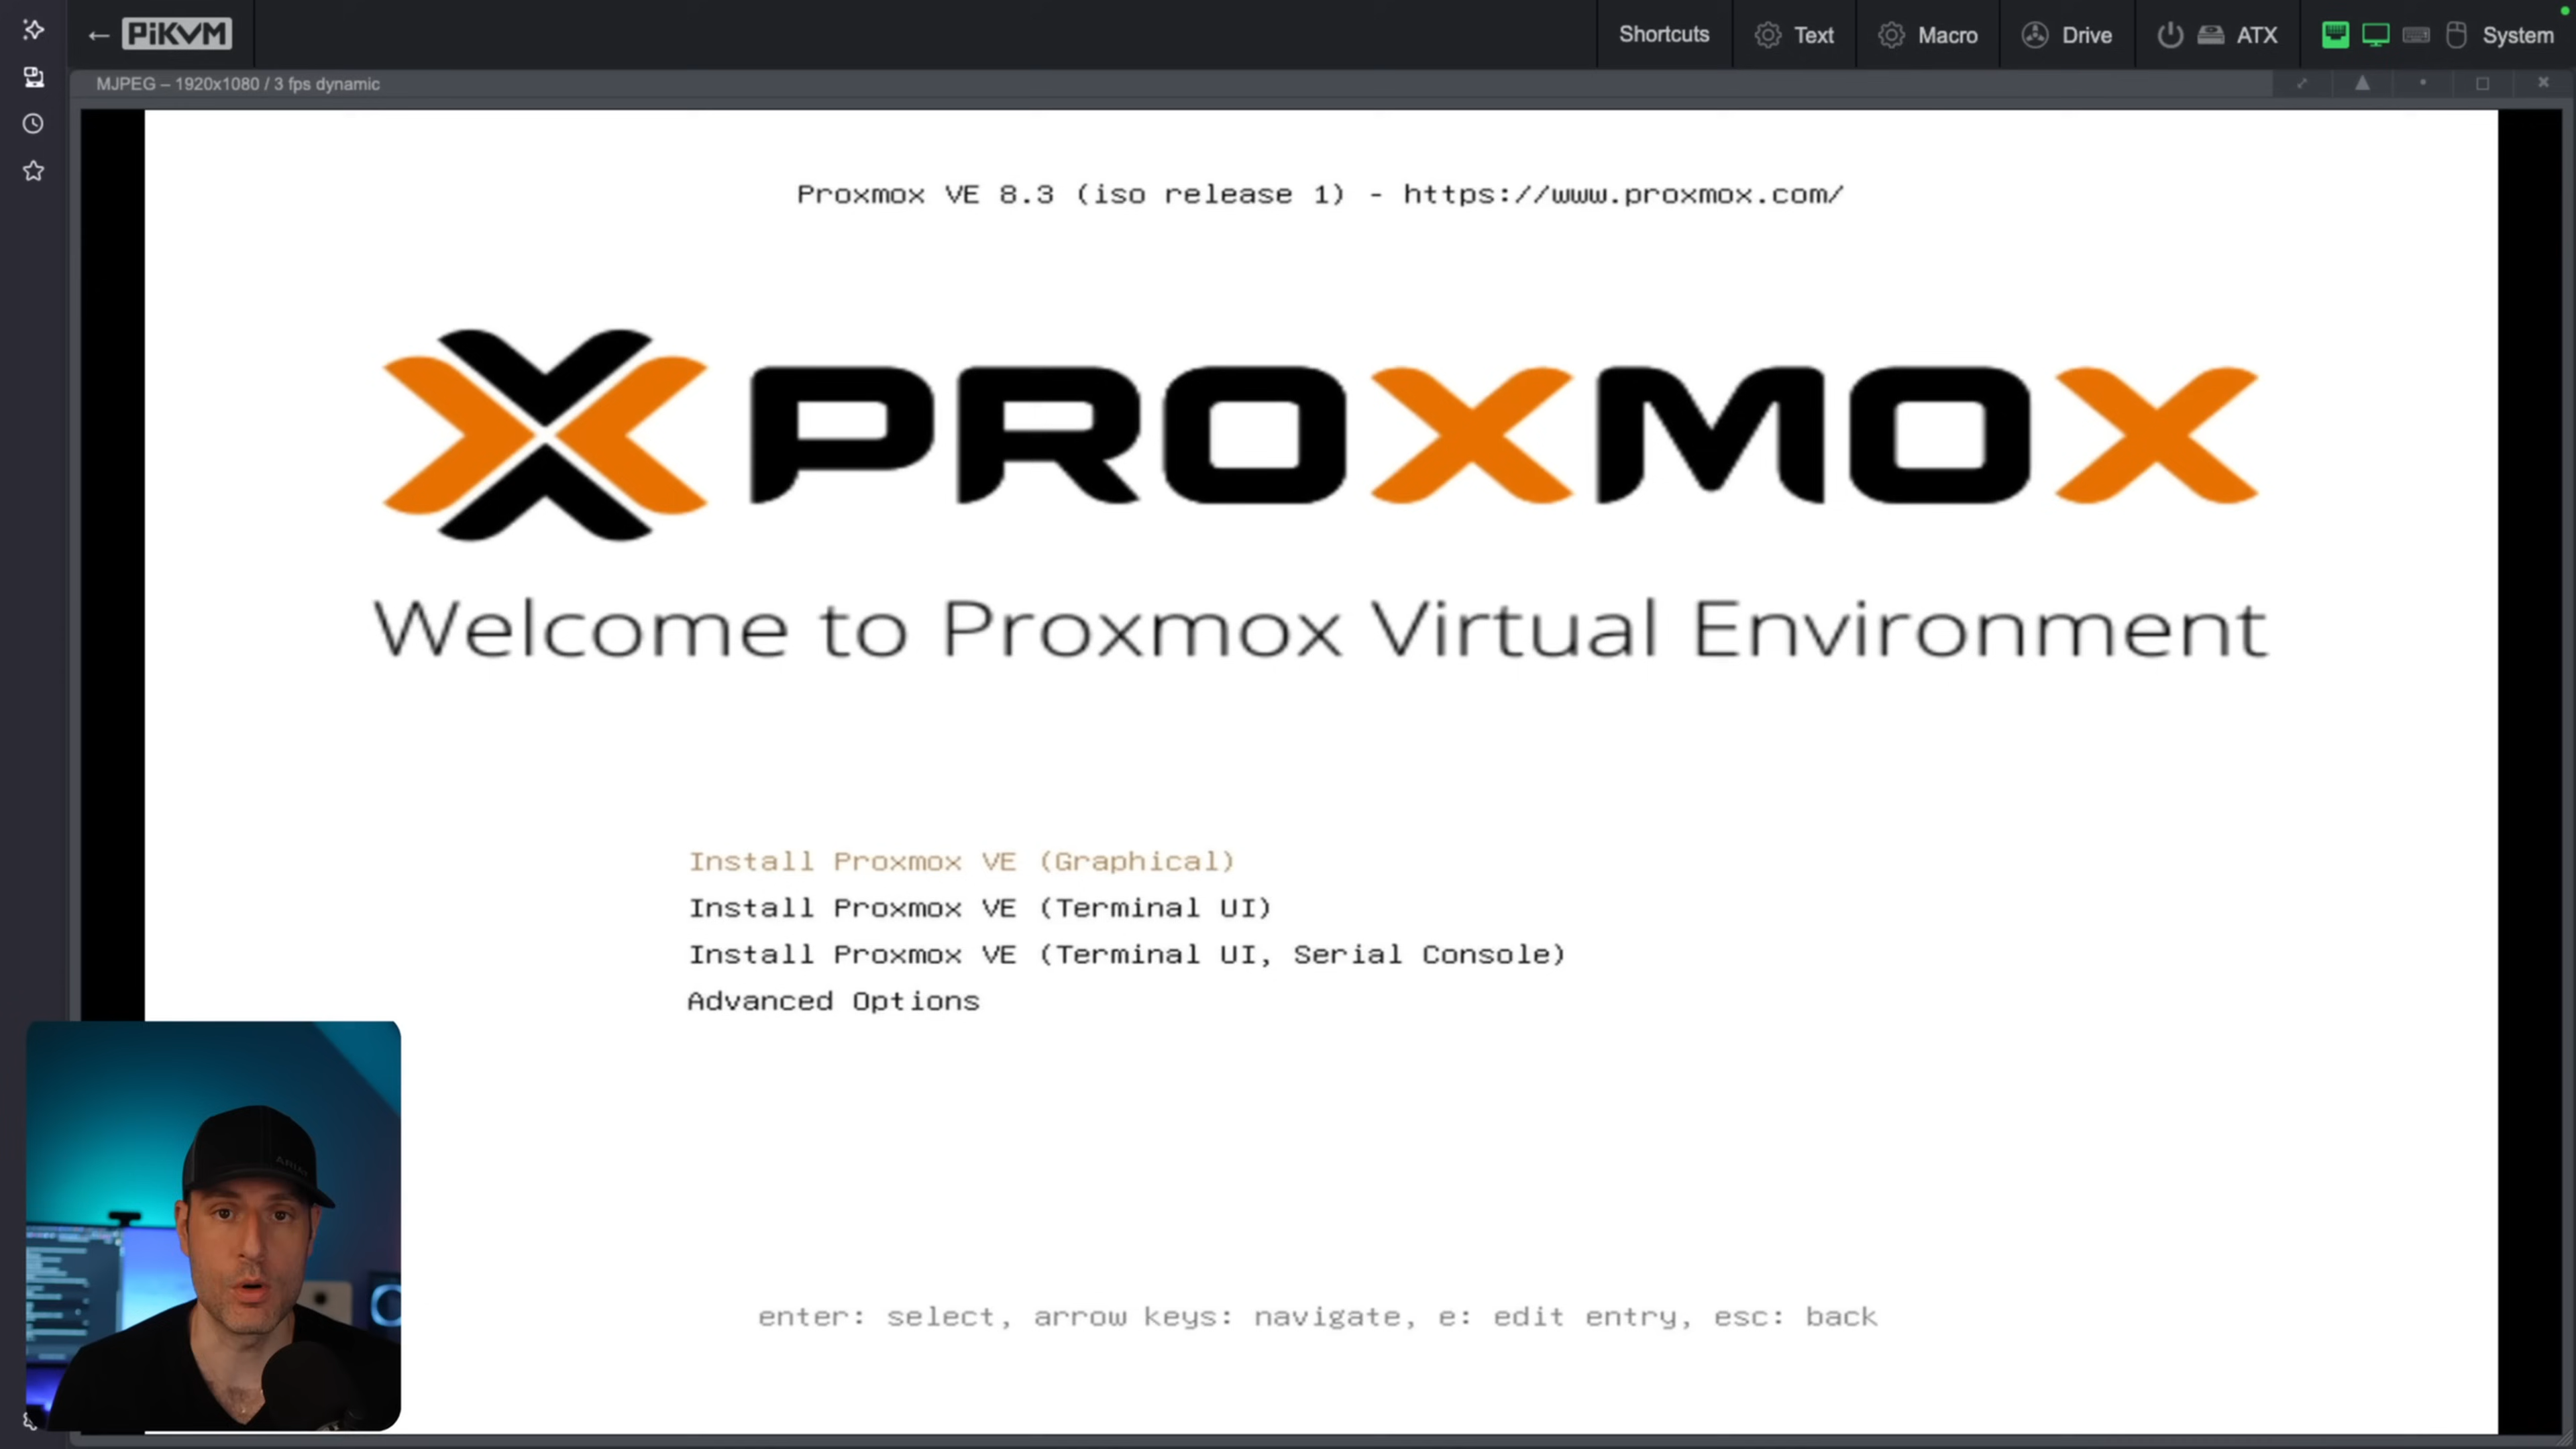 PiKVM
Shortcuts
Text
Macro
Drive
ATX
System
MJPEG – 1920x1080 / 3 fps dynamic
Proxmox VE 8.3 (iso release 1) - https://www.proxmox.com/
PROXMOX
Welcome to Proxmox Virtual Environment
Install Proxmox VE (Graphical)
Install Proxmox VE (Terminal UI)
Install Proxmox VE (Terminal UI, Serial Console)
Advanced Options
enter: select, arrow keys: navigate, e: edit entry, esc: back